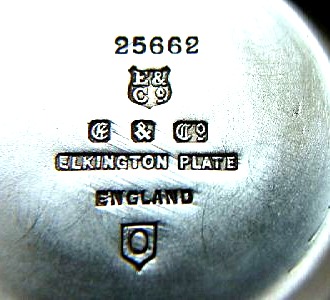 25662
E&
Co
E & Co
ELKINGTON PLATE
ENGLAND
O